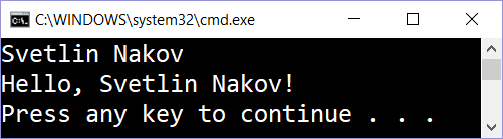 C:\WINDOWS\system32\cmd.exe
Svetlin Nakov
Hello, Svetlin Nakov!
Press any key to continue . . .